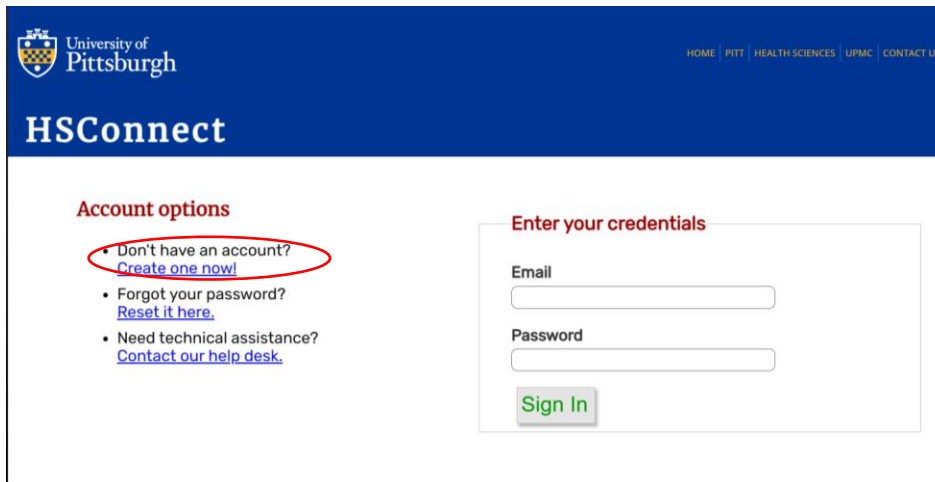 University of
Pittsburgh
HOME PITT HEALTH SCIENCES UPMC CONTACT U
HSConnect
Account options
• Don't have an account?
Create one now!
• Forgot your password?
Reset it here.
• Need technical assistance?
Contact our help desk.
Enter your credentials
Email
Password
Sign In